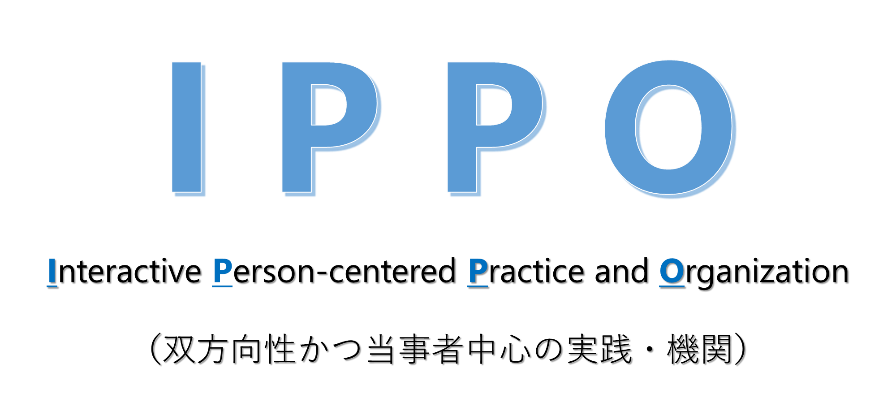 IPPO
Interactive Person-centered Practice and Organization
（双方向性かつ当事者中心の実践・機関）